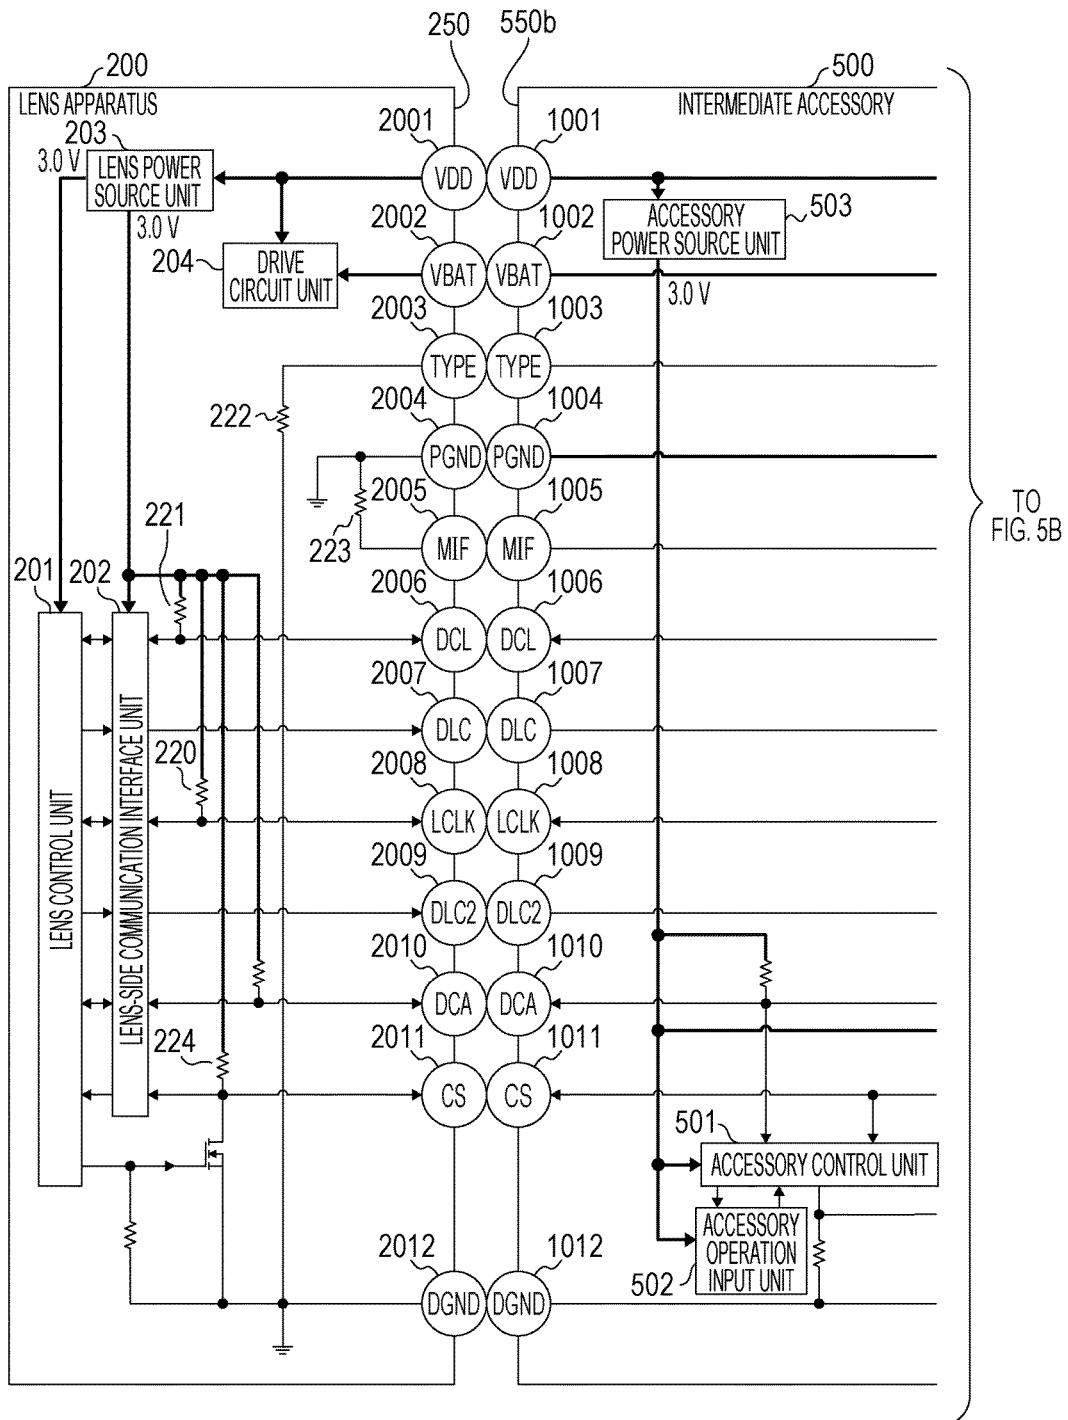 250
550b
200
500
LENS APPARATUS
INTERMEDIATE ACCESSORY
203
3.0 V
LENS POWER
SOURCE UNIT
3.0 V
2001
1001
VDD
VDD
ACCESSORY
POWER SOURCE UNIT
503
3.0 V
2002
1002
204
DRIVE
CIRCUIT UNIT
VBAT
VBAT
2003
1003
TYPE
TYPE
222
2004
1004
PGND
PGND
2005
1005
223
MIF
MIF
TO
FIG. 5B
221
201
202
2006
1006
DCL
DCL
2007
1007
DLC
DLC
220
2008
1008
LCLK
LCLK
LENS CONTROL UNIT
LENS-SIDE COMMUNICATION INTERFACE UNIT
2009
1009
DLC2
DLC2
2010
1010
DCA
DCA
224
2011
1011
CS
CS
501
ACCESSORY CONTROL UNIT
ACCESSORY
OPERATION
INPUT UNIT
502
2012
1012
DGND
DGND